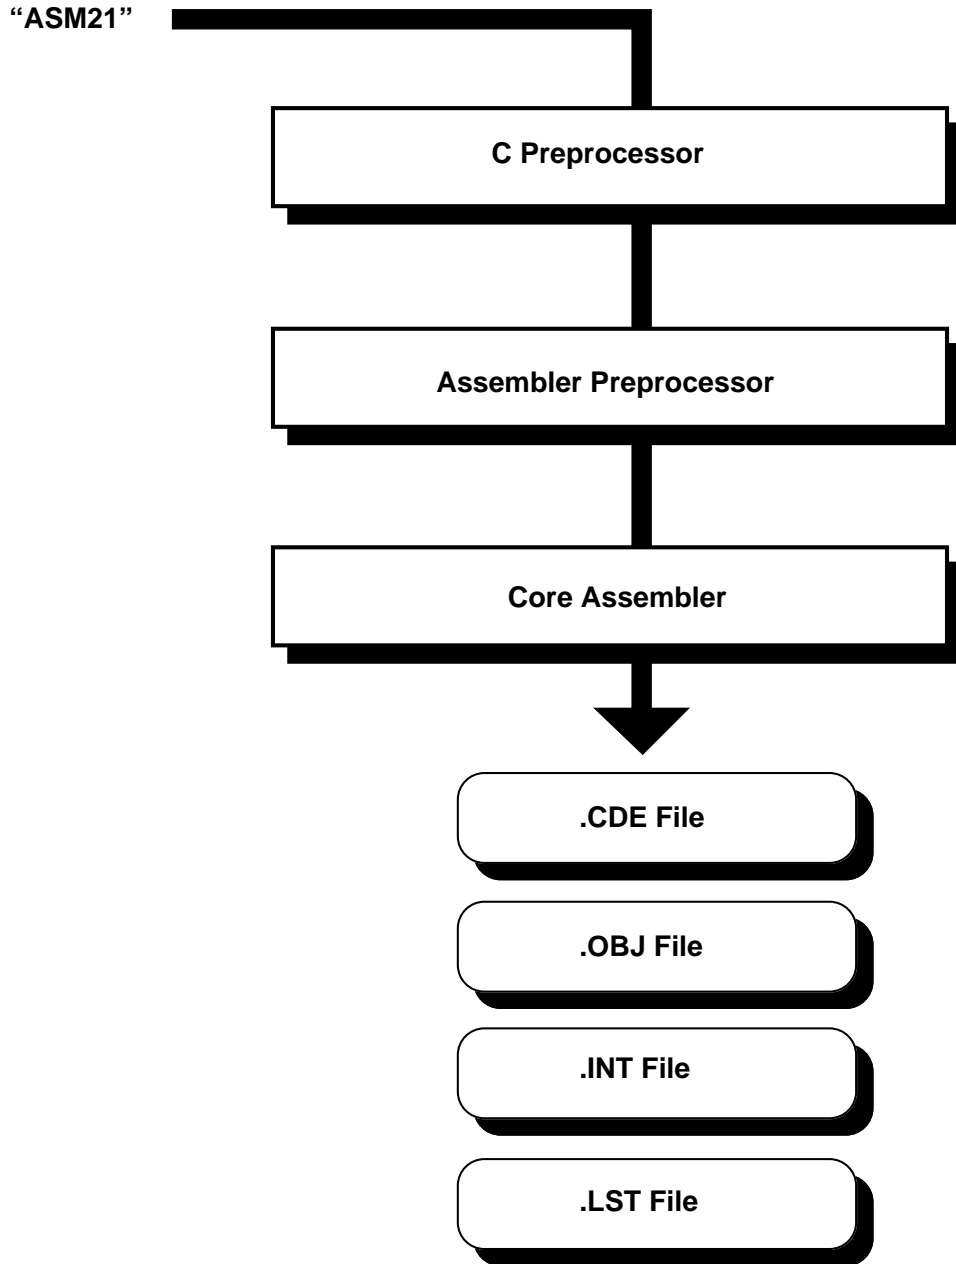 “ASM21”
C Preprocessor
Assembler Preprocessor
Core Assembler
.CDE File
.OBJ File
.INT File
.LST File